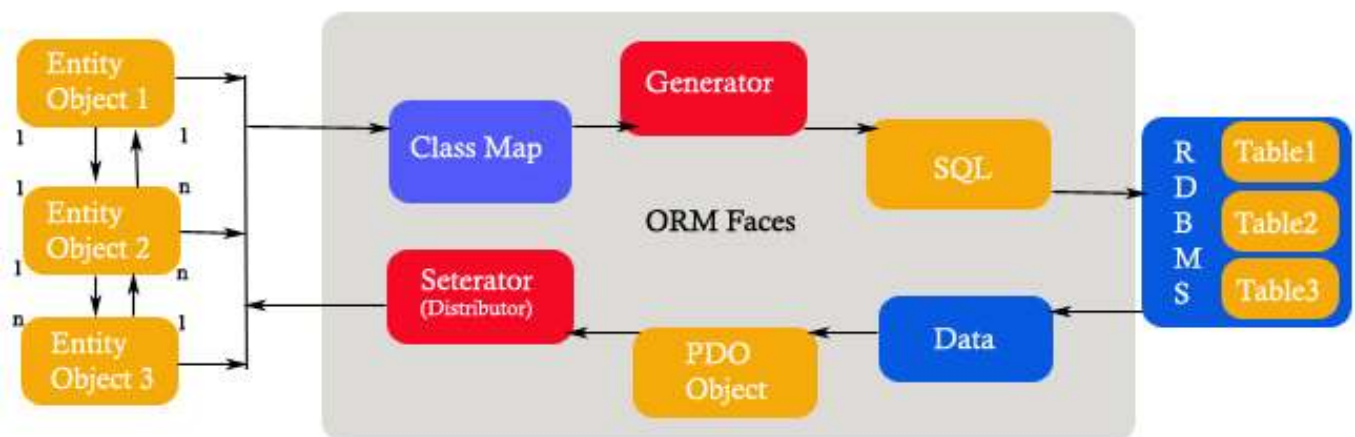 Entity
Object 1
1
1
1
n
Entity
Object 2
1
n
n
1
Entity
Object 3
Class Map
Generator
SQL
ORM Faces
Seterator
(Distributor)
PDO
Object
Data
R
D
B
M
S
Table1
Table2
Table3